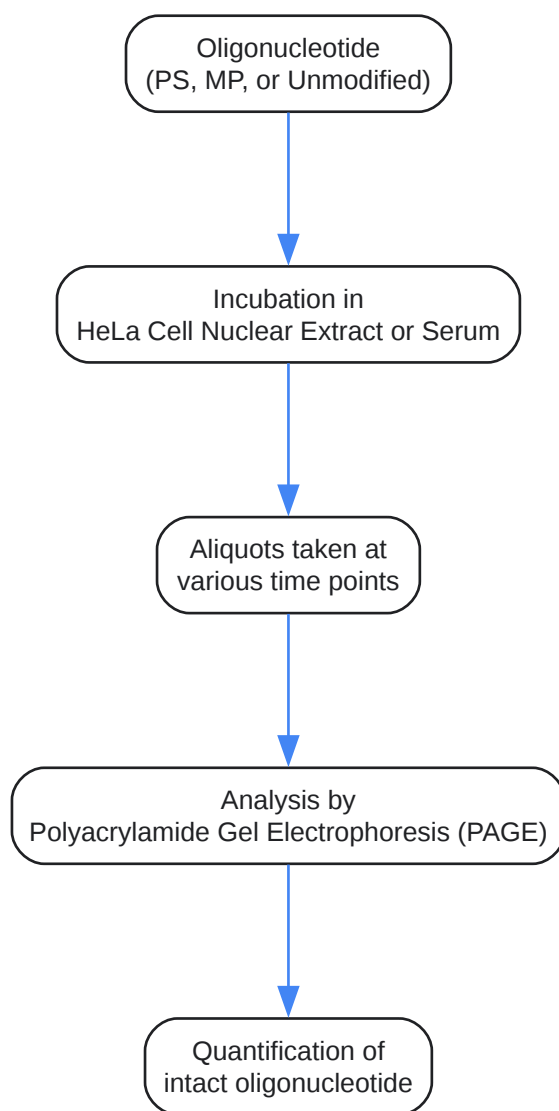 Oligonucleotide
(PS, MP, or Unmodified)
Incubation in
HeLa Cell Nuclear Extract or Serum
Aliquots taken at
various time points
Analysis by
Polyacrylamide Gel Electrophoresis (PAGE)
Quantification of
intact oligonucleotide